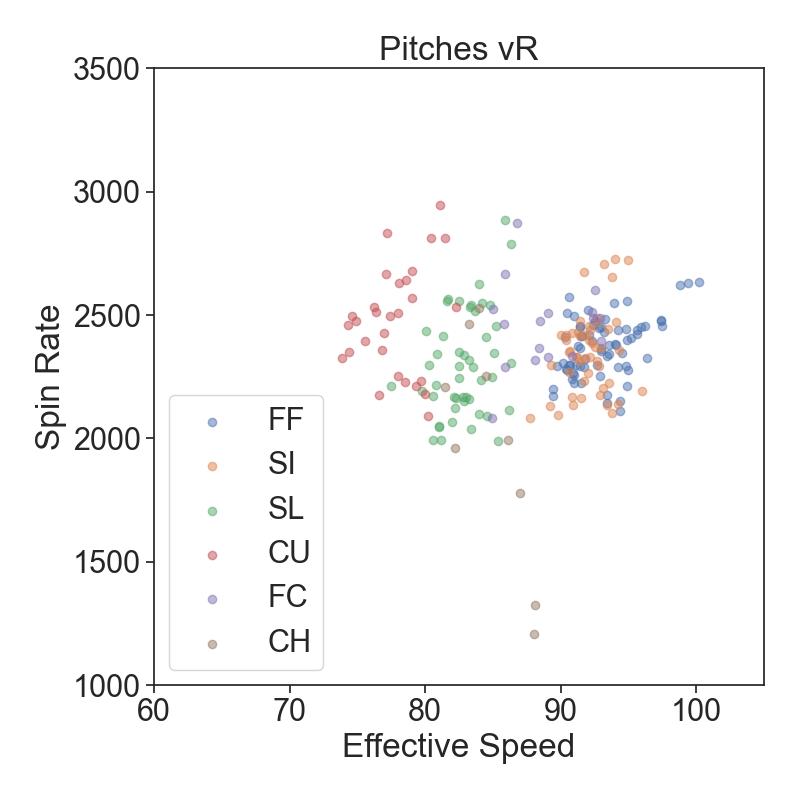 Pitches vR
3500
3000
2500
2000
1500
1000
Spin Rate
FF
SI
SL
CU
FC
CH
60 70 80 90 100
Effective Speed